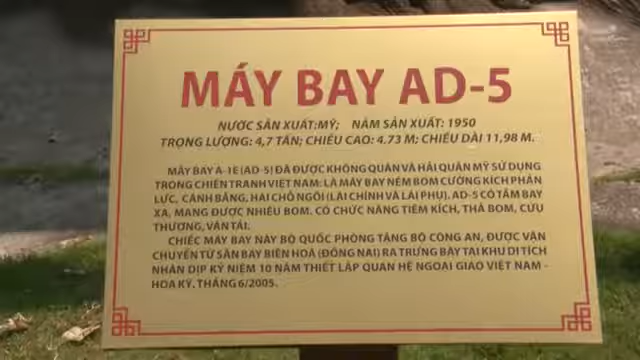 MÁY BAY AD-5
NƯỚC SẢN XUẤT:MỸ; NĂM SẢN XUẤT: 1950
TRỌNG LƯỢNG: 4,7 TẤN; CHIỀU CAO: 4.73 M; CHIỀU DÀI 11,98 M.
MÁY BAY A-1E (AD-5) ĐÃ ĐƯỢC KHÔNG QUÂN VÀ HẢI QUÂN MỸ SỬ DỤNG
TRONG CHIẾN TRANH VIỆT NAM: LÀ MÁY BAY NÉM BOM CƯỜNG KÍCH PHẢN
LỰC, CÁNH BẰNG, HAI CHỖ NGỒI (LÁI CHÍNH VÀ LÁI PHỤ). AD-5 CÓ TẦM BAY
XA, MANG ĐƯỢC NHIỀU BOM. CÓ CHỨC NĂNG TIÊM KÍCH, THẢ BOM, CỨU
THƯƠNG, VẬN TẢI.
CHIẾC MÁY BAY NÀY BỘ QUỐC PHÒNG TẶNG BỘ CÔNG AN, ĐƯỢC VẬN
CHUYỂN TỪ SÂN BAY BIÊN HOÀ (ĐỒNG NAI) RA TRƯNG BÀY TẠI KHU DI TÍCH
NHÂN DỊP KỶ NIỆM 10 NĂM THIẾT LẬP QUAN HỆ NGOẠI GIAO VIỆT NAM -
HOA KỲ. THÁNG 6/2005.